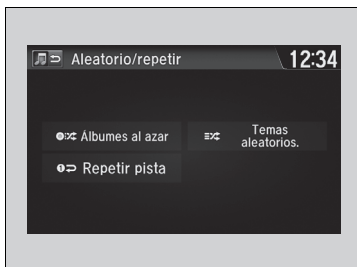 Aleatorio/repetir 12:34
Álbumes al azar
Temas
aleatorios.
Repetir pista